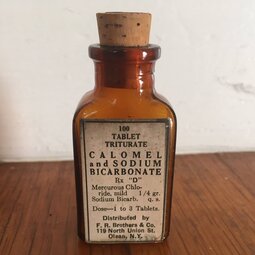 100
TABLET
TRITURATE
CALOMEL
and SODIUM
BICARBONATE
Rx "D"
Mercurous Chlo-
ride, mild 1/4 gr.
Sodium Bicarb. q. s.
Dose—1 to 3 Tablets.
Distributed by
F. R. Brothers & Co.
119 North Union St.
Olean, N.Y.